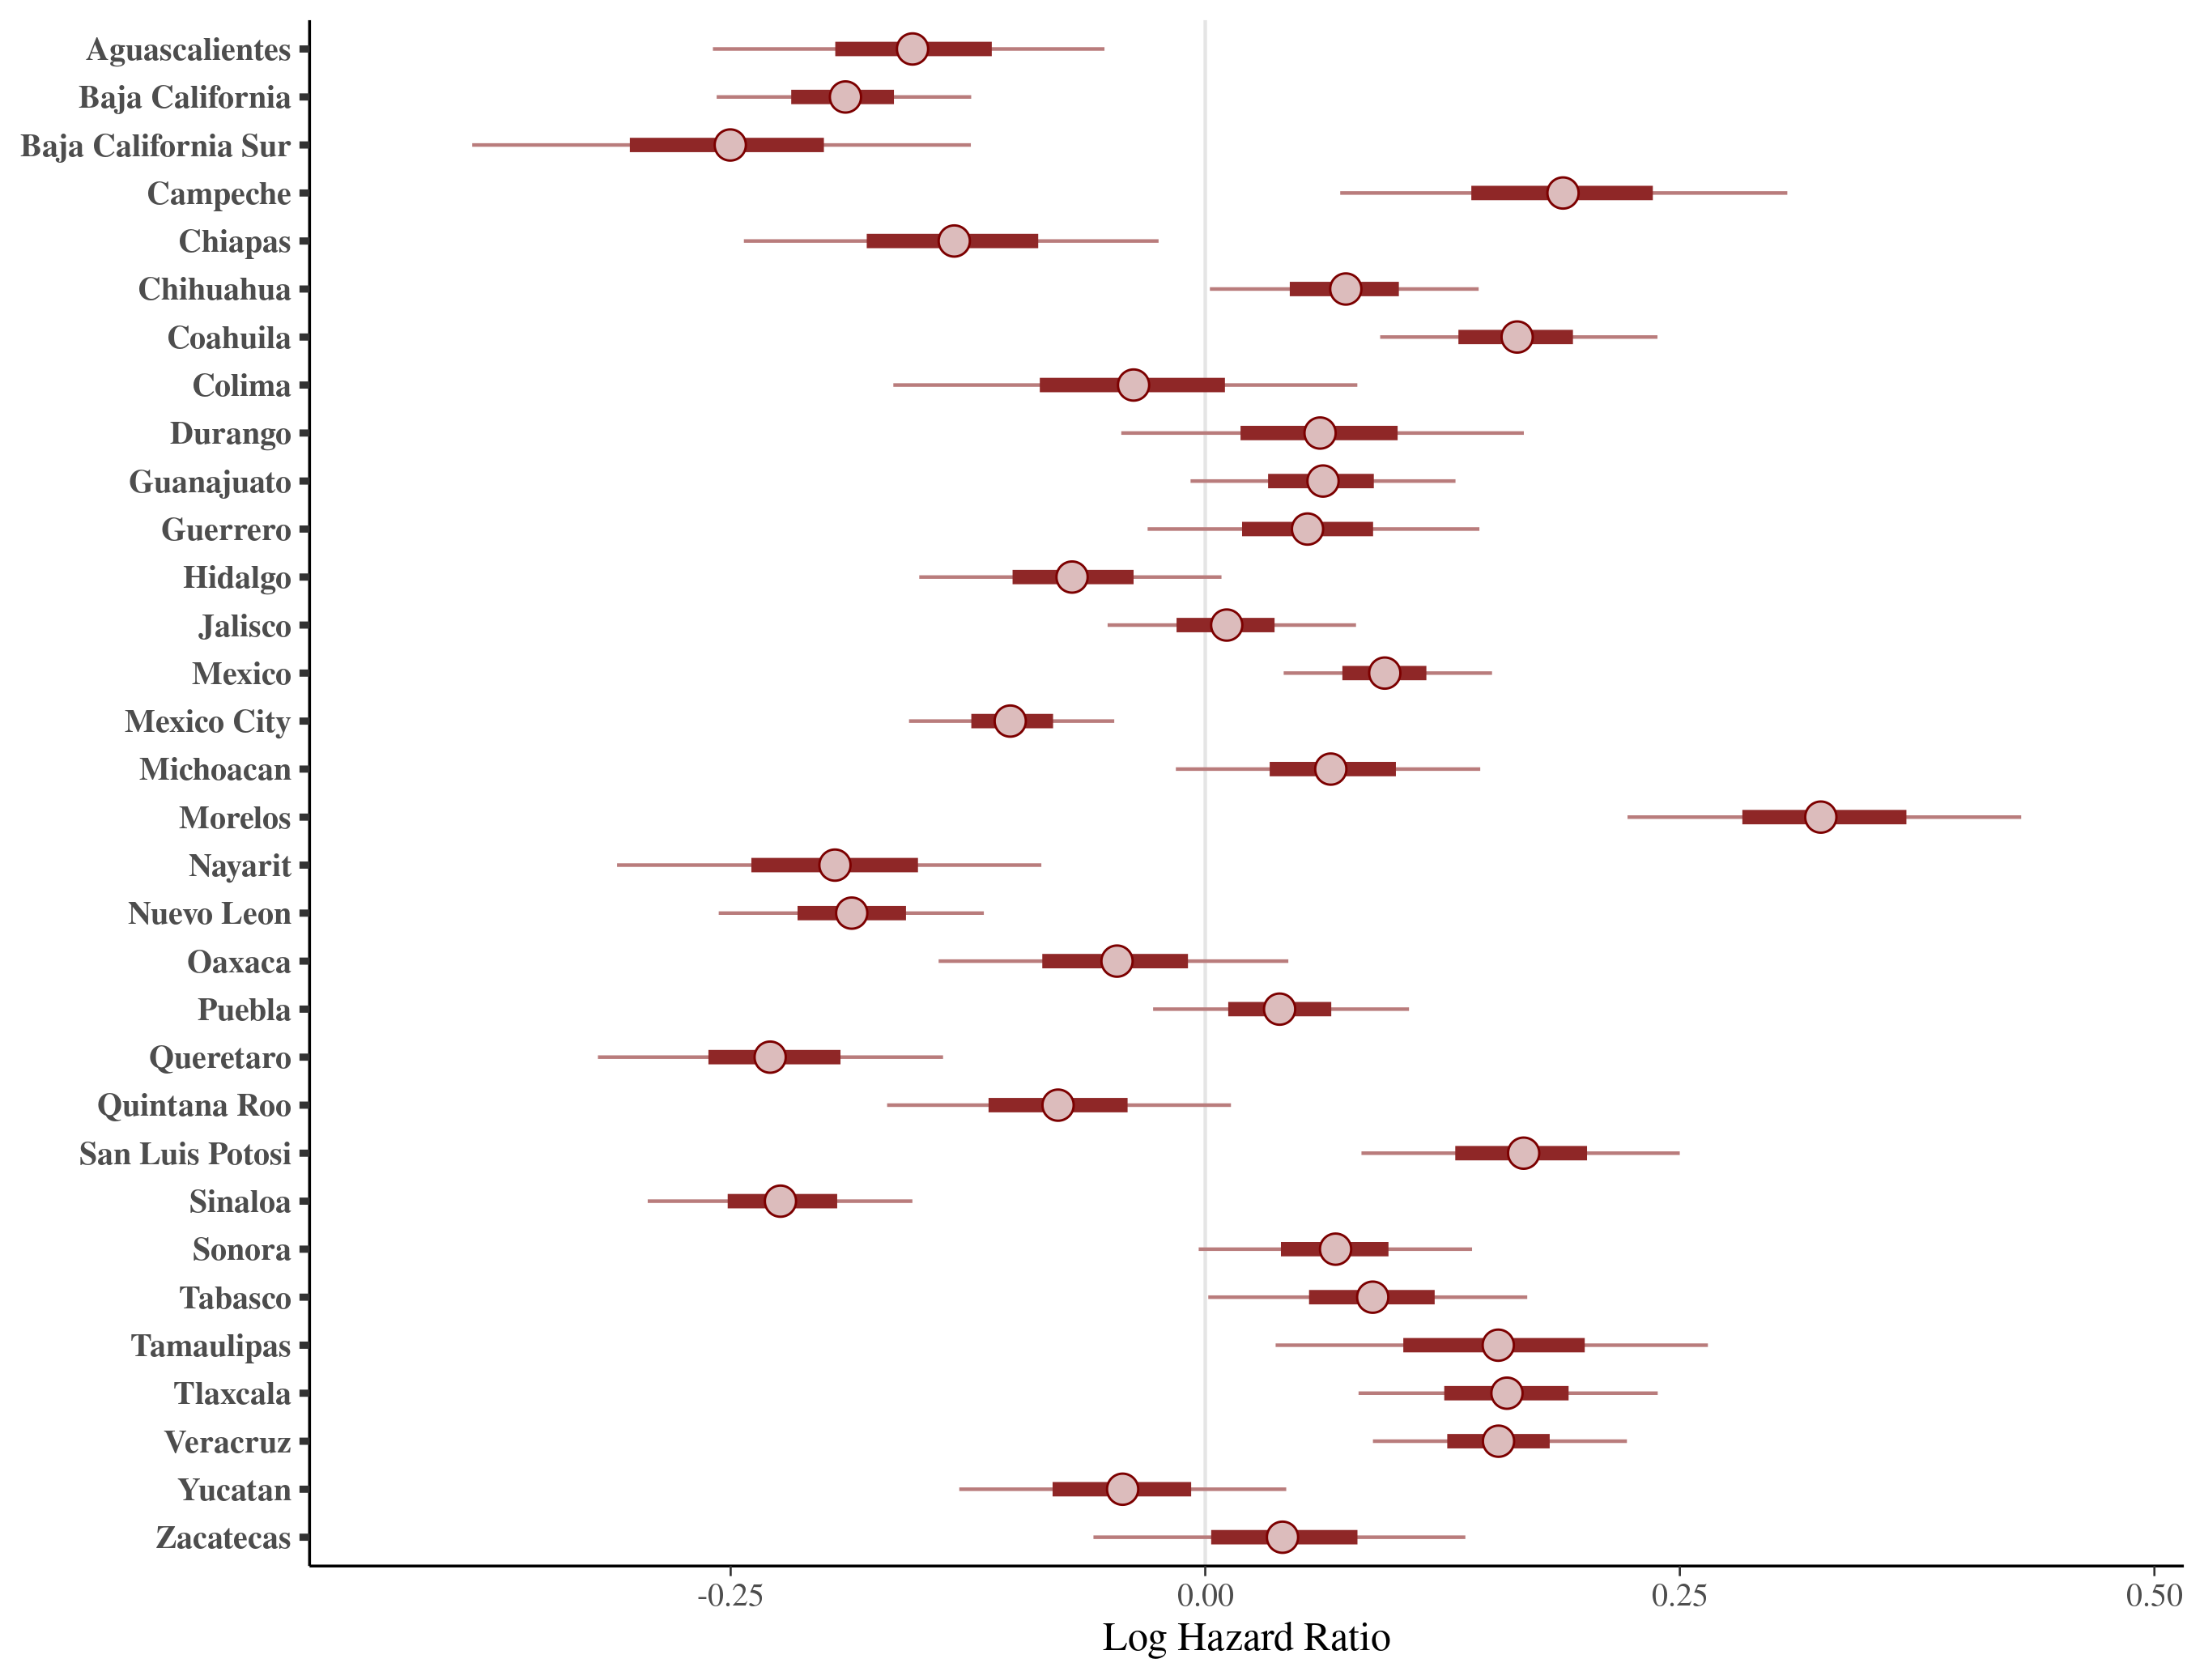 Aguascalientes
Baja California
Baja California Sur
Campeche
Chiapas
Chihuahua
Coahuila
Colima
Durango
Guanajuato
Guerrero
Hidalgo
Jalisco
Mexico
Mexico City
Michoacan
Morelos
Nayarit
Nuevo Leon
Oaxaca
Puebla
Queretaro
Quintana Roo
San Luis Potosi
Sinaloa
Sonora
Tabasco
Tamaulipas
Tlaxcala
Veracruz
Yucatan
Zacatecas
-0.25 0.00 0.25 0.50
Log Hazard Ratio